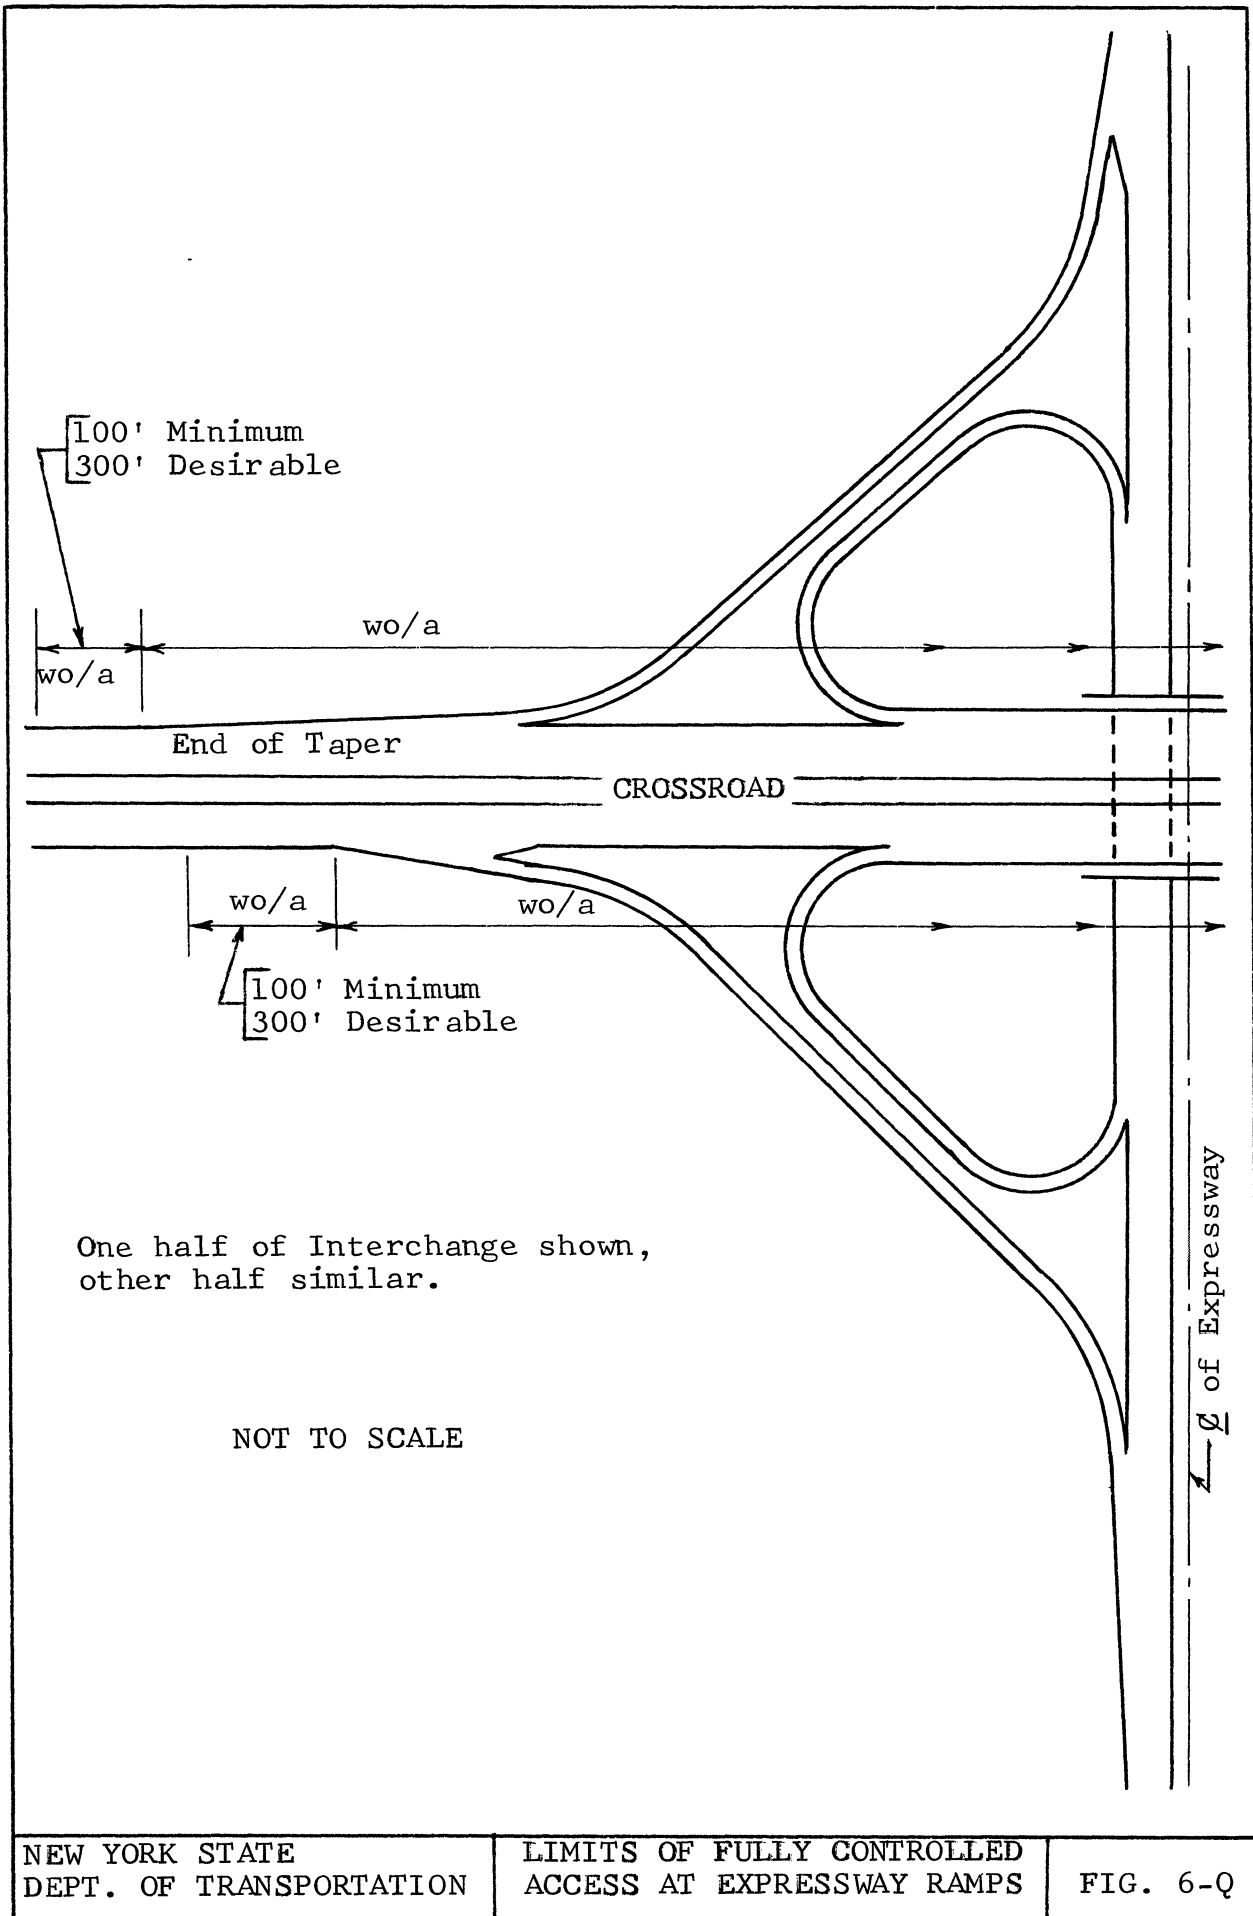 100' Minimum
300' Desirable
wo/a
wo/a
End of Taper
CROSSROAD
wo/a
wo/a
100' Minimum
300' Desirable
One half of Interchange shown,
other half similar.
℄ of Expressway
NOT TO SCALE
NEW YORK STATE
DEPT. OF TRANSPORTATION
LIMITS OF FULLY CONTROLLED
ACCESS AT EXPRESSWAY RAMPS
FIG. 6-Q